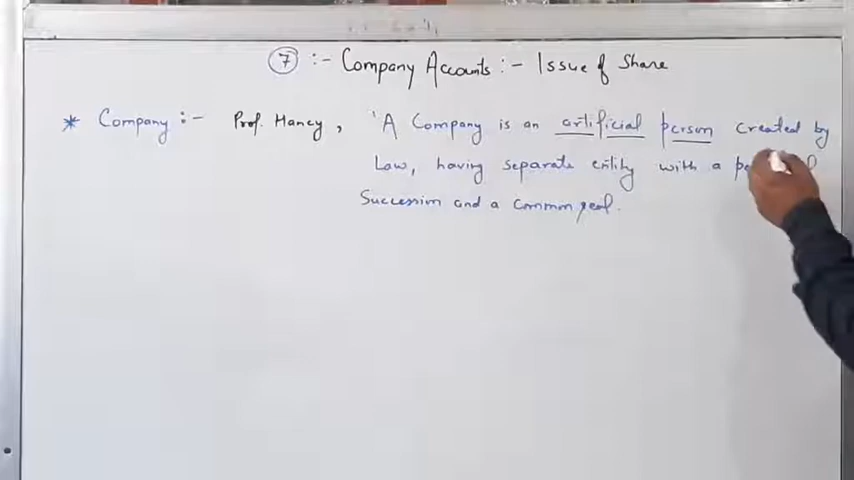 7 :- Company Accounts :- Issue of Share
* Company :- Prof. Haney, 'A Company is an artificial person created by
Law, having separate entity with a
Succession and a common seal.